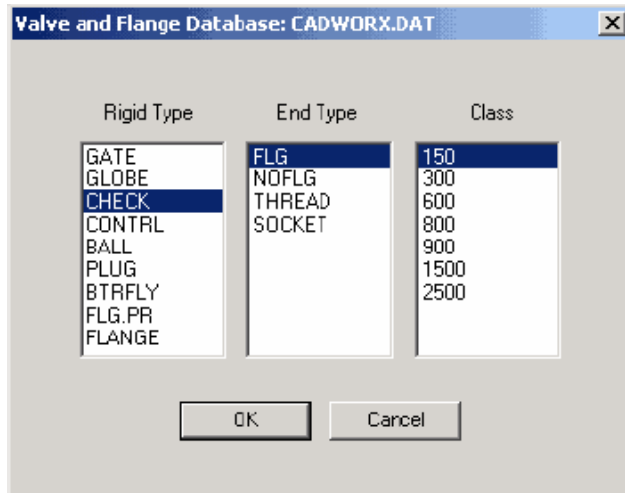 Valve and Flange Database: CADWORX.DAT
Rigid Type
End Type
Class
GATE
GLOBE
CHECK
CONTRL
BALL
PLUG
BTRFLY
FLG.PR
FLANGE
FLG
NOFLG
THREAD
SOCKET
150
300
600
800
900
1500
2500
OK
Cancel